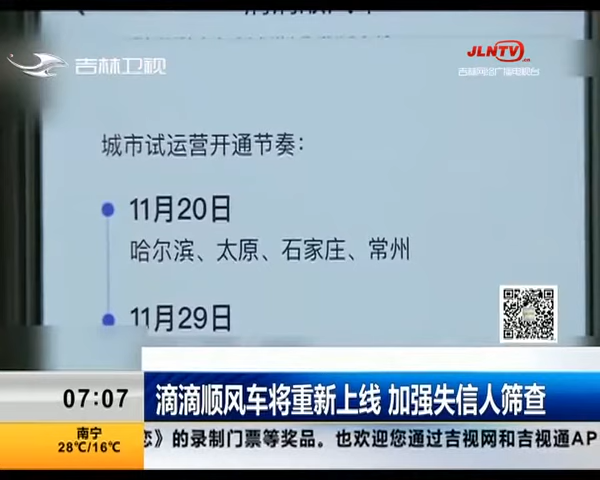 吉林卫视
JLNTV.cn
吉林网络广播电视台
城市试运营开通节奏：
11月20日
哈尔滨、太原、石家庄、常州
11月29日
07:07
滴滴顺风车将重新上线 加强失信人筛查
南宁
28℃/16℃
》的录制门票等奖品。也欢迎您通过吉视网和吉视通AP